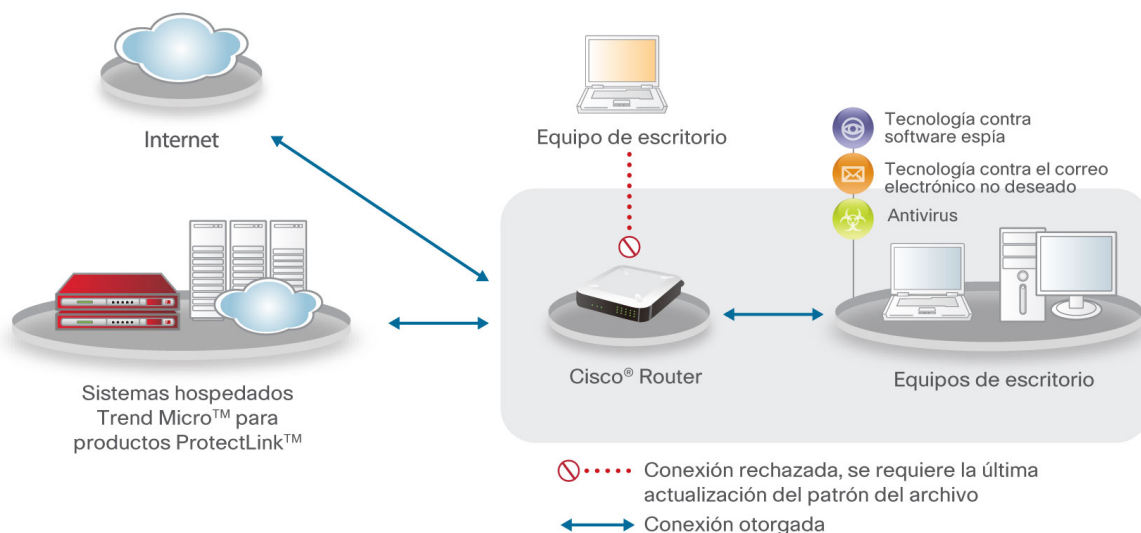 Internet
Equipo de escritorio
Tecnología contra
software espía
Tecnología contra el correo
electrónico no deseado
Antivirus
Sistemas hospedados
Trend Micro™ para
productos ProtectLink™
Cisco® Router
Equipos de escritorio
Conexión rechazada, se requiere la última
actualización del patrón del archivo
Conexión otorgada